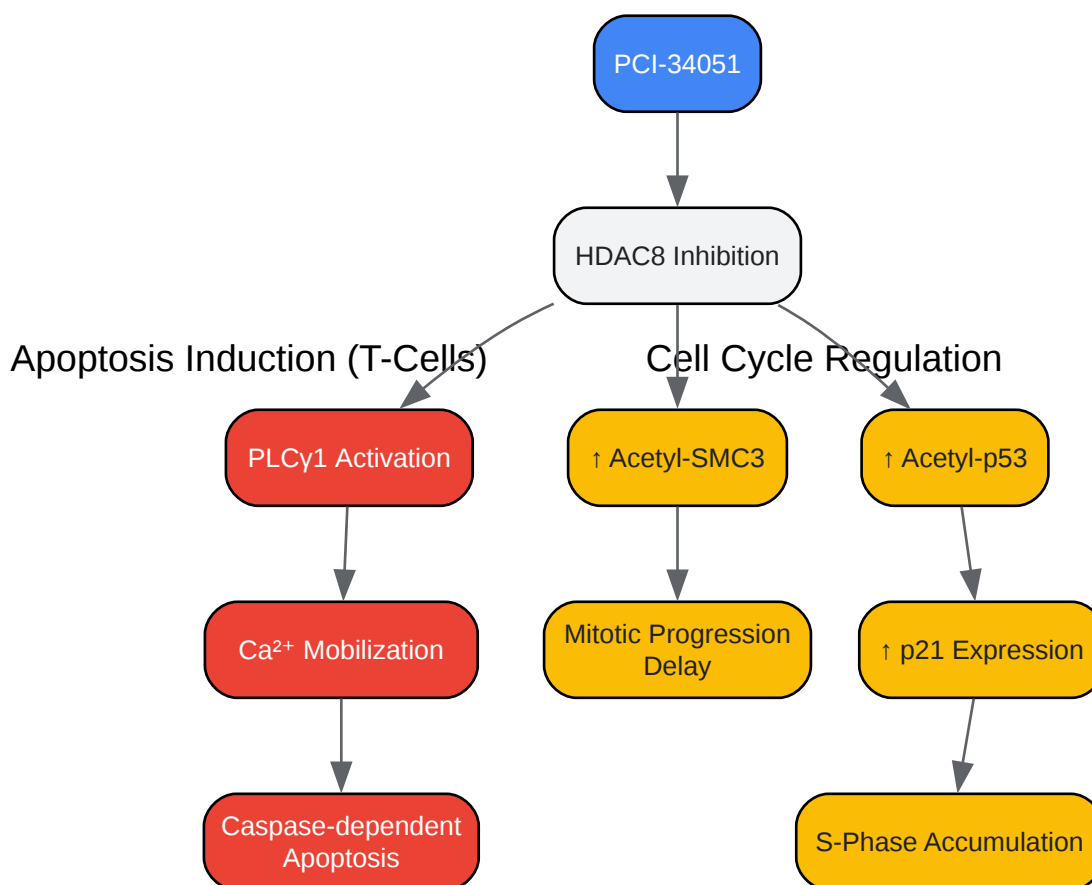 PCI-34051
HDAC8 Inhibition
Apoptosis Induction (T-Cells)
Cell Cycle Regulation
PLCγ1 Activation
↑ Acetyl-SMC3
↑ Acetyl-p53
Ca²⁺ Mobilization
Mitotic Progression
Delay
↑ p21 Expression
Caspase-dependent
Apoptosis
S-Phase Accumulation